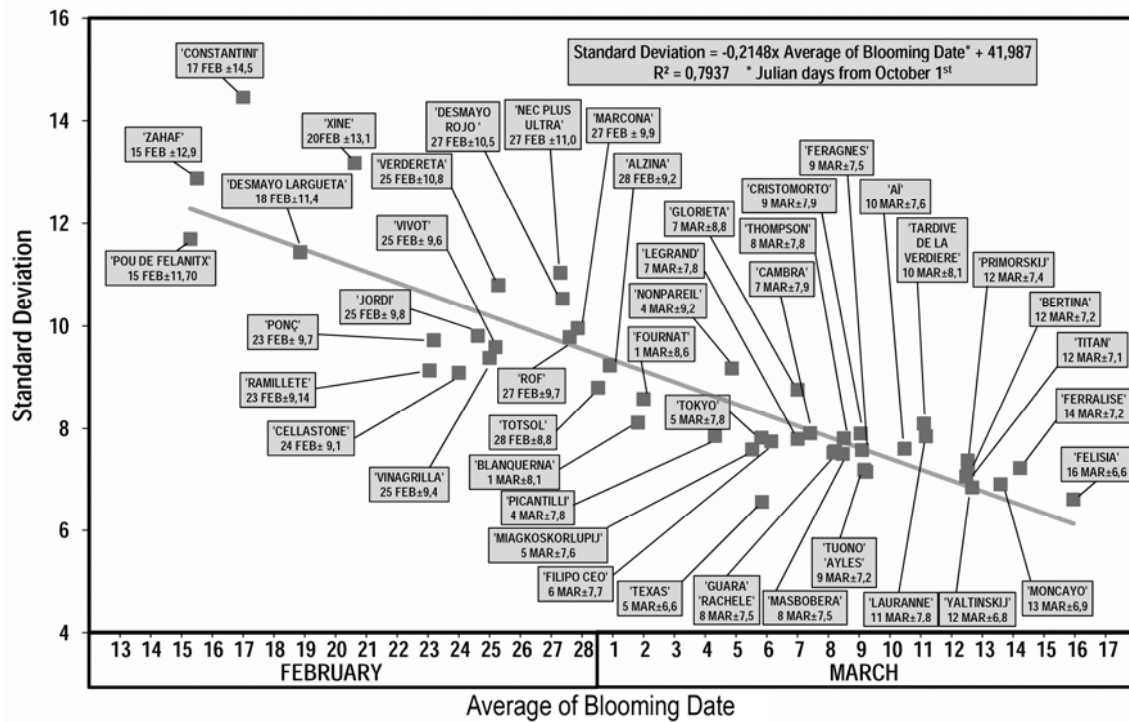 16
14
12
10
8
6
4
Standard Deviation
Standard Deviation = -0,2148x Average of Blooming Date* + 41,987
R² = 0,7937 * Julian days from October 1st
'CONSTANTINI'
17 FEB ±14,5
'ZAHAF'
15 FEB ±12,9
'XINE'
20FEB ±13,1
'DESMAYO
ROJO '
27 FEB±10,5
'NEC PLUS
ULTRA'
27 FEB ±11,0
'MARCONA'
27 FEB ± 9,9
'VERDERETA'
25 FEB±10,8
'ALZINA'
28 FEB±9,2
'FERAGNES'
9 MAR±7,5
'DESMAYO LARGUETA'
18 FEB±11,4
'CRISTOMORTO'
9 MAR±7,9
'AÏ'
10 MAR±7,6
'GLORIETA'
7 MAR±8,8
'VIVOT'
25 FEB± 9,6
'THOMPSON'
8 MAR±7,8
'TARDIVE
DE LA
VERDIERE'
10 MAR±8,1
'POU DE FELANITX'
15 FEB±11,70
'LEGRAND'
7 MAR±7,8
'PRIMORSKIJ'
12 MAR±7,4
'CAMBRA'
7 MAR±7,9
'JORDI'
25 FEB± 9,8
'NONPAREIL'
4 MAR±9,2
'BERTINA'
12 MAR±7,2
'PONÇ'
23 FEB± 9,7
'FOURNAT'
1 MAR±8,6
'TITAN'
12 MAR±7,1
'RAMILLETE'
23 FEB±9,14
'ROF'
27 FEB±9,7
'FERRALISE'
14 MAR±7,2
'TOKYO'
5 MAR±7,8
'CELLASTONE'
24 FEB± 9,1
'TOTSOL'
28 FEB±8,8
'FELISIA'
16 MAR±6,6
'VINAGRILLA'
25 FEB±9,4
'BLANQUERNA'
1 MAR±8,1
'PICANTILLI'
4 MAR±7,8
'MIAGKOSKORLUPIJ'
5 MAR±7,6
'FILIPO CEO'
6 MAR±7,7
'TEXAS'
5 MAR±6,6
'GUARA'
'RACHELE'
8 MAR±7,5
'MASBOBERA'
8 MAR±7,5
'TUONO'
'AYLES'
9 MAR±7,2
'LAURANNE'
11 MAR±7,8
'YALTINSKIJ'
12 MAR±6,8
'MONCAYO'
13 MAR±6,9
13 14 15 16 17 18 19 20 21 22 23 24 25 26 27 28 1 2 3 4 5 6 7 8 9 10 11 12 13 14 15 16 17
FEBRUARY MARCH
Average of Blooming Date